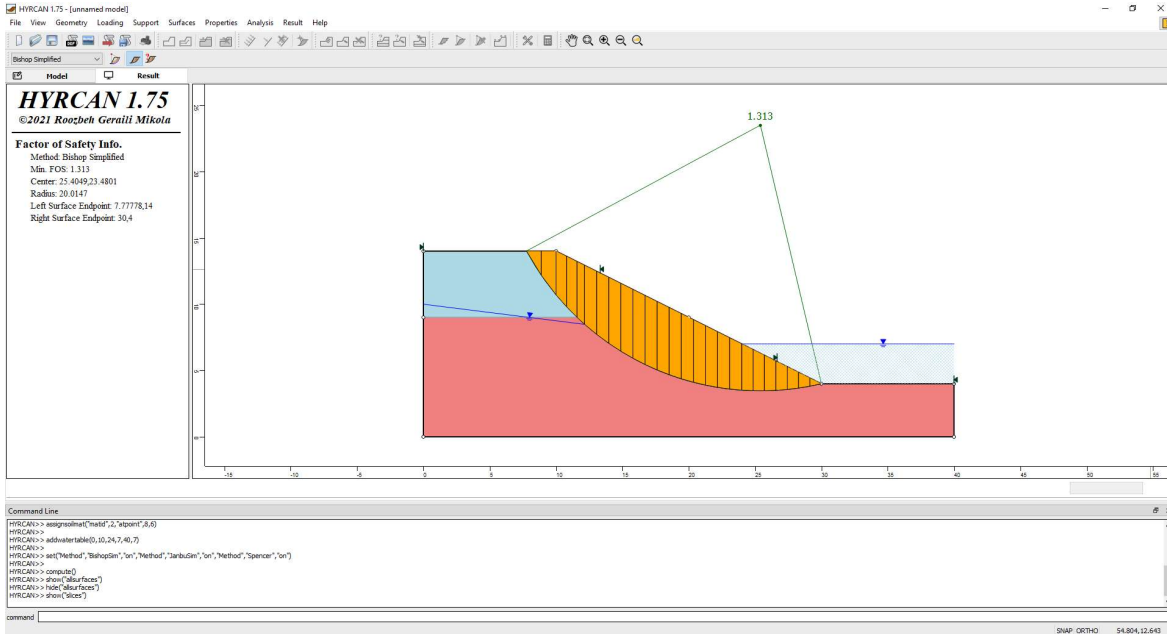 HYRCAN 1.75 - [unnamed model]
File View Geometry Loading Support Surfaces Properties Analysis Result Help
Bishop Simplified
Model Result
HYRCAN 1.75
©2021 Roozbeh Geraili Mikola
Factor of Safety Info.
Method: Bishop Simplified
Min. FOS: 1.313
Center: 25.4049,23.4801
Radius: 20.0147
Left Surface Endpoint: 7.77778,14
Right Surface Endpoint: 30,4
1.313
25
20
15
10
5
0
-15 -10 -5 0 5 10 15 20 25 30 35 40 45 50 55
Command Line
HYRCAN>> assignsoilmat("matid",2,"atpoint",8,6)
HYRCAN>>
HYRCAN>> addwatertable(0,10,24,7,40,7)
HYRCAN>>
HYRCAN>> set("Method","BishopSim","on","Method","JanbuSim","on","Method","Spencer","on")
HYRCAN>>
HYRCAN>> compute()
HYRCAN>> show("allsurfaces")
HYRCAN>> hide("allsurfaces")
HYRCAN>> show("slices")
command
SNAP ORTHO 54.804,12.643